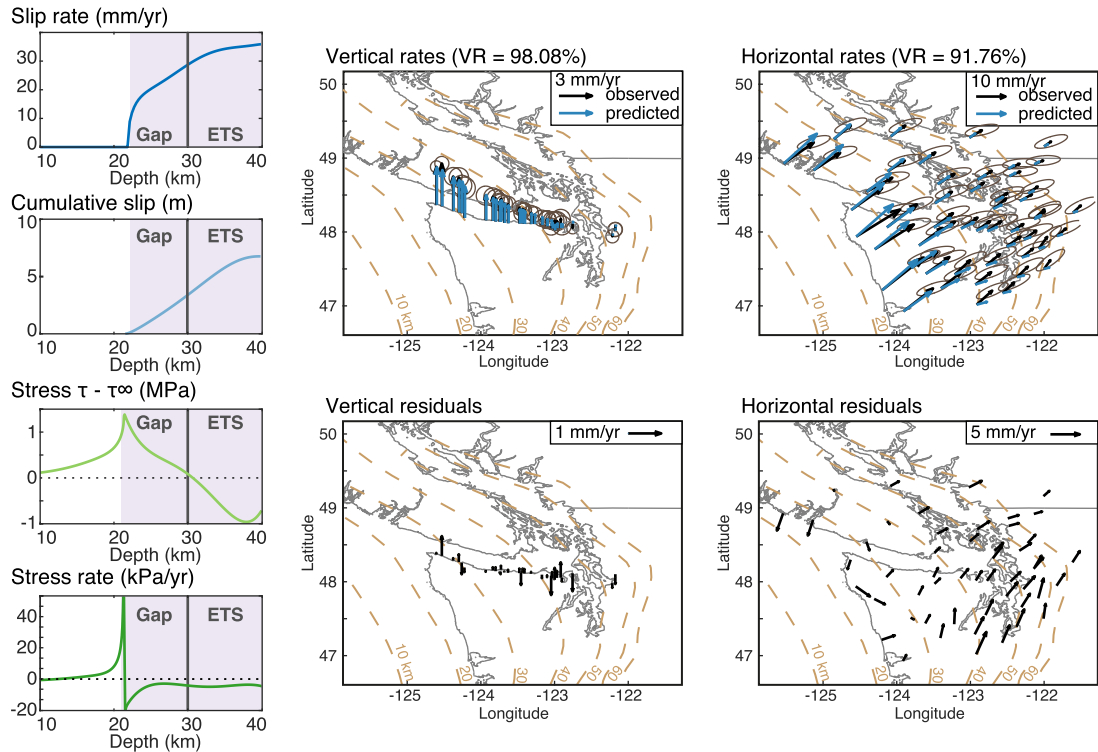 Slip rate (mm/yr)
30
20
10
0
Gap
ETS
10
20
30
40
Depth (km)
Cumulative slip (m)
10
5
0
Gap
ETS
10
20
30
40
Depth (km)
Stress τ - τ∞ (MPa)
1
0
-1
Gap
ETS
10
20
30
40
Depth (km)
Stress rate (kPa/yr)
40
20
0
-20
Gap
ETS
10
20
30
40
Depth (km)
Vertical rates (VR = 98.08%)
3 mm/yr
observed
predicted
50
49
48
47
Latitude
10 km
20
30
40
50
60
-125
-124
-123
-122
Longitude
Horizontal rates (VR = 91.76%)
10 mm/yr
observed
predicted
50
49
48
47
Latitude
10 km
20
30
40
50
60
-125
-124
-123
-122
Longitude
Vertical residuals
1 mm/yr
50
49
48
47
Latitude
10 km
20
30
40
50
60
-125
-124
-123
-122
Longitude
Horizontal residuals
5 mm/yr
50
49
48
47
Latitude
10 km
20
30
40
50
60
-125
-124
-123
-122
Longitude